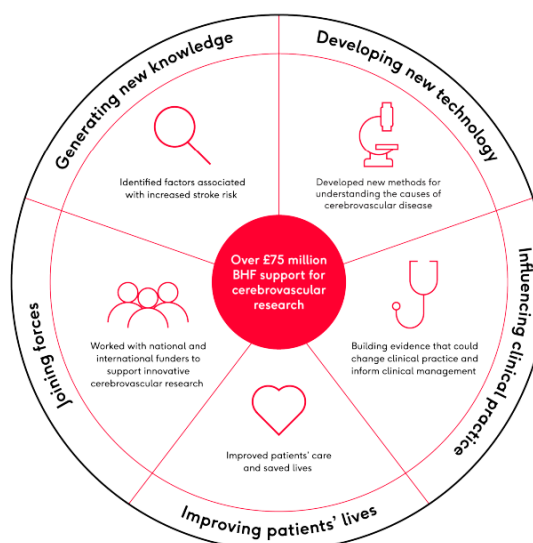 Generating new knowledge
Developing new technology
Identified factors associated
with increased stroke risk
Developed new methods for
understanding the causes of
cerebrovascular disease
Over £75 million
BHF support for
cerebrovascular
research
Joining forces
Worked with national and
international funders to
support innovative
cerebrovascular research
Influencing clinical practice
Building evidence that could
change clinical practice and
inform clinical management
Improved patients' care
and saved lives
Improving patients' lives